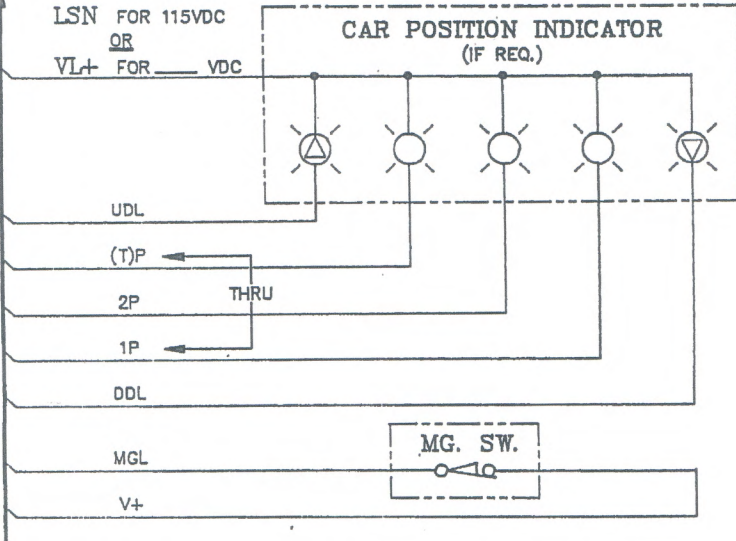 LSN FOR 115VDC
OR
VL+ FOR ____ VDC
CAR POSITION INDICATOR
(IF REQ.)
UDL
(T)P
THRU
2P
1P
DDL
MGL
MG. SW.
V+